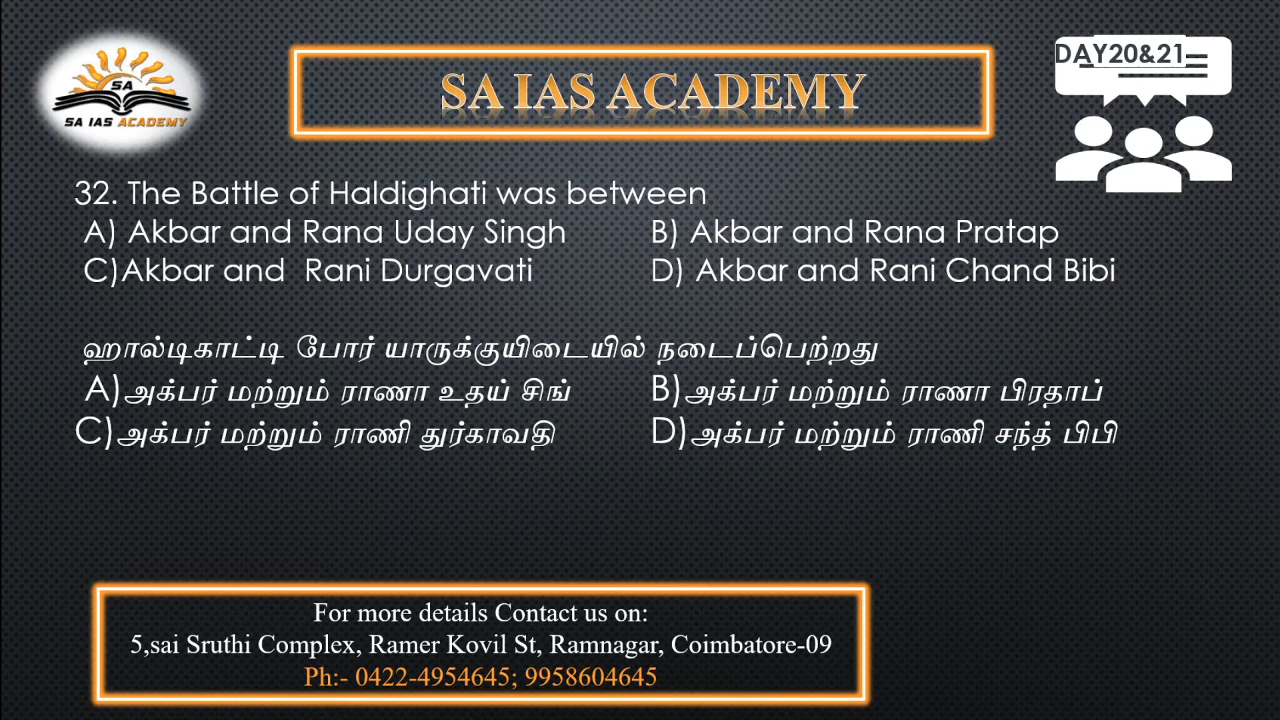 SA
SA IAS ACADEMY
SA IAS ACADEMY
DAY20&21
32. The Battle of Haldighati was between
A) Akbar and Rana Uday Singh B) Akbar and Rana Pratap
C)Akbar and Rani Durgavati D) Akbar and Rani Chand Bibi
ஹால்டிகாட்டி போர் யாருக்குயிடையில் நடைப்பெற்றது
A)அக்பர் மற்றும் ராணா உதய் சிங் B)அக்பர் மற்றும் ராணா பிரதாப்
C)அக்பர் மற்றும் ராணி துர்காவதி D)அக்பர் மற்றும் ராணி சந்த் பிபி
For more details Contact us on:
5,sai Sruthi Complex, Ramer Kovil St, Ramnagar, Coimbatore-09
Ph:- 0422-4954645; 9958604645